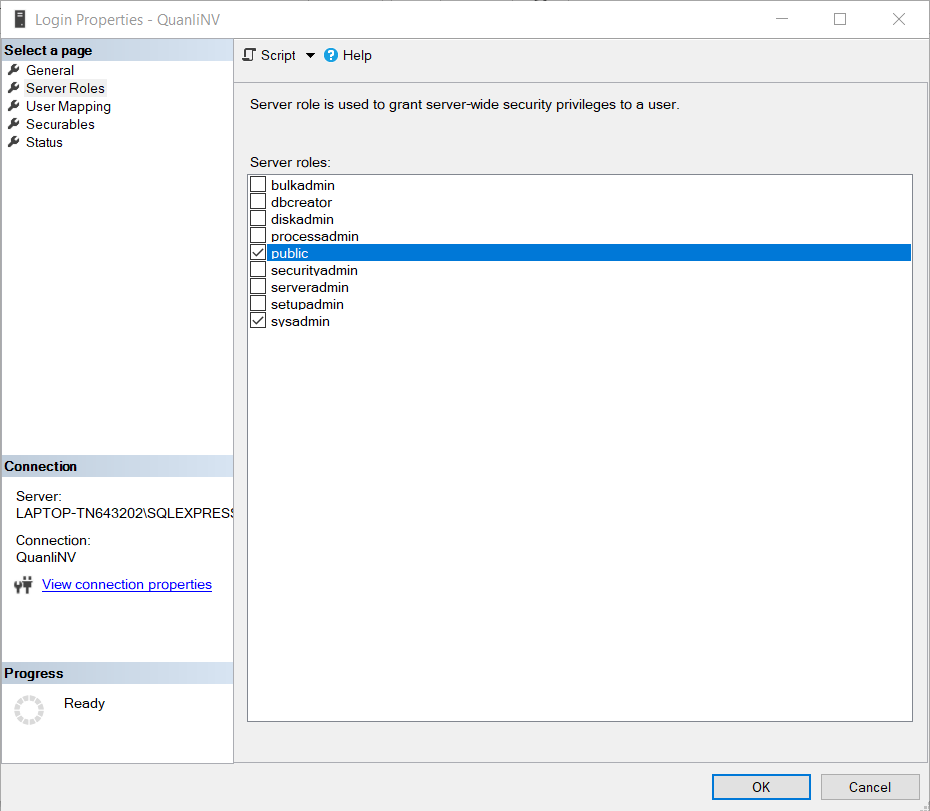 Login Properties - QuanliNV
Select a page
General
Server Roles
User Mapping
Securables
Status
Script
Help
Server role is used to grant server-wide security privileges to a user.
Server roles:
bulkadmin
dbcreator
diskadmin
processadmin
public
securityadmin
serveradmin
setupadmin
sysadmin
Connection
Server:
LAPTOP-TN643202\SQLEXPRESS
Connection:
QuanliNV
View connection properties
Progress
Ready
OK
Cancel